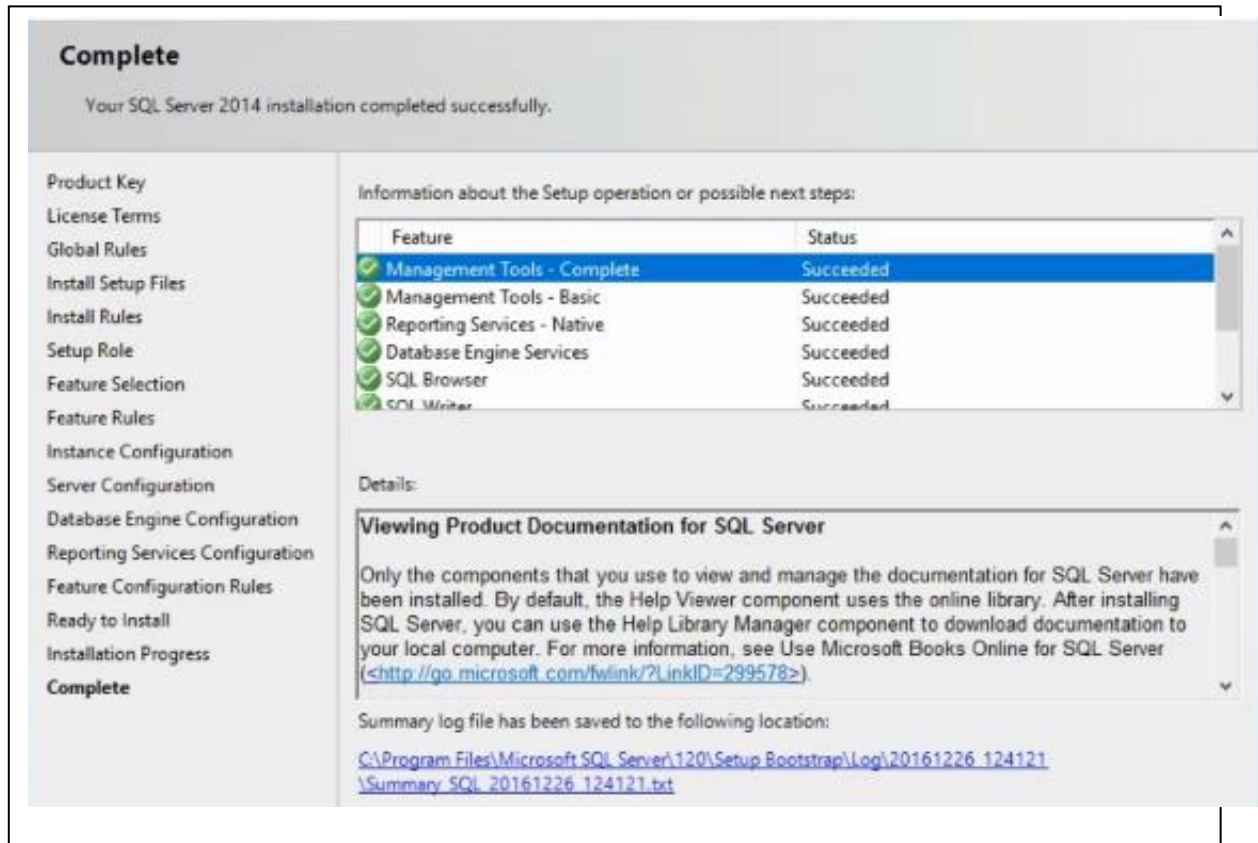 Complete
Your SQL Server 2014 installation completed successfully.
Product Key
License Terms
Global Rules
Install Setup Files
Install Rules
Setup Role
Feature Selection
Feature Rules
Instance Configuration
Server Configuration
Database Engine Configuration
Reporting Services Configuration
Feature Configuration Rules
Ready to Install
Installation Progress
Complete
Information about the Setup operation or possible next steps:
Feature Status
Management Tools - Complete Succeeded
Management Tools - Basic Succeeded
Reporting Services - Native Succeeded
Database Engine Services Succeeded
SQL Browser Succeeded
SQL Writer Succeeded
Details:
Viewing Product Documentation for SQL Server
Only the components that you use to view and manage the documentation for SQL Server have
been installed. By default, the Help Viewer component uses the online library. After installing
SQL Server, you can use the Help Library Manager component to download documentation to
your local computer. For more information, see Use Microsoft Books Online for SQL Server
(<http://go.microsoft.com/fwlink/?LinkID=299578>).
Summary log file has been saved to the following location:
C:\Program Files\Microsoft SQL Server\120\Setup Bootstrap\Log\20161226_124121
\Summary_SQL_20161226_124121.txt